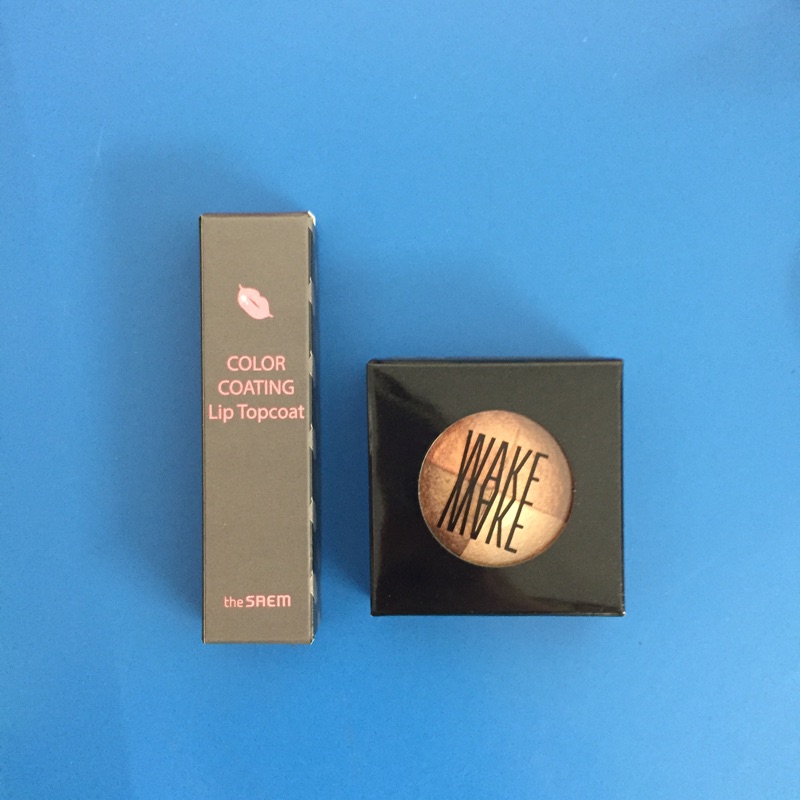 COLOR
COATING
Lip Topcoat
the SAEM
WAKE
MAKE